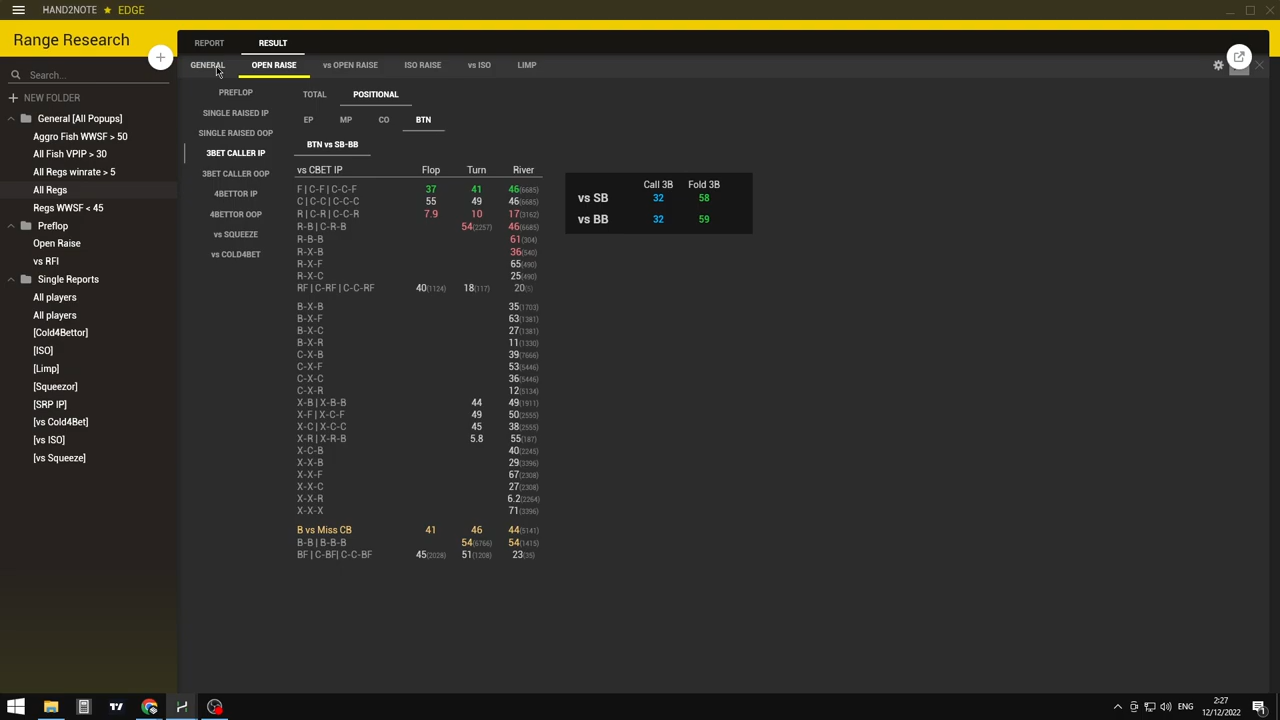 HAND2NOTE ★ EDGE
Range Research
Search...
NEW FOLDER
General [All Popups]
Aggro Fish WWSF > 50
All Fish VPIP > 30
All Regs winrate > 5
All Regs
Regs WWSF < 45
Preflop
Open Raise
vs RFI
Single Reports
All players
All players
[Cold4Bettor]
[ISO]
[Limp]
[Squeezor]
[SRP IP]
[vs Cold4Bet]
[vs ISO]
[vs Squeeze]
REPORT RESULT
GENERAL OPEN RAISE vs OPEN RAISE ISO RAISE vs ISO LIMP
PREFLOP
SINGLE RAISED IP
SINGLE RAISED OOP
3BET CALLER IP
3BET CALLER OOP
4BETTOR IP
4BETTOR OOP
vs SQUEEZE
vs COLD4BET
TOTAL POSITIONAL
EP MP CO BTN
BTN vs SB-BB
vs CBET IP Flop Turn River
F | C-F | C-C-F 37 41 46(6685)
C | C-C | C-C-C 55 49 46(6685)
R | C-R | C-C-R 7.9 10 17(3162)
R-B | C-R-B 54(2257) 46(6685)
R-B-B 61(304)
R-X-B 36(540)
R-X-F 65(490)
R-X-C 25(490)
RF | C-RF | C-C-RF 40(1124) 18(117) 20(5)
B-X-B 35(1703)
B-X-F 63(1381)
B-X-C 27(1381)
B-X-R 11(1330)
C-X-B 39(7666)
C-X-F 53(5446)
C-X-C 36(5446)
C-X-R 12(5134)
X-B | X-B-B 44 49(1911)
X-F | X-C-F 49 50(2555)
X-C | X-C-C 45 38(2555)
X-R | X-R-B 5.8 55(187)
X-C-B 40(2245)
X-X-B 29(3396)
X-X-F 67(2308)
X-X-C 27(2308)
X-X-R 6.2(2264)
X-X-X 71(3396)
B vs Miss CB 41 46 44(5141)
B-B | B-B-B 54(6766) 54(1415)
BF | C-BF| C-C-BF 45(2028) 51(1208) 23(35)
Call 3B Fold 3B
vs SB 32 58
vs BB 32 59
ENG
2:27
12/12/2022
1